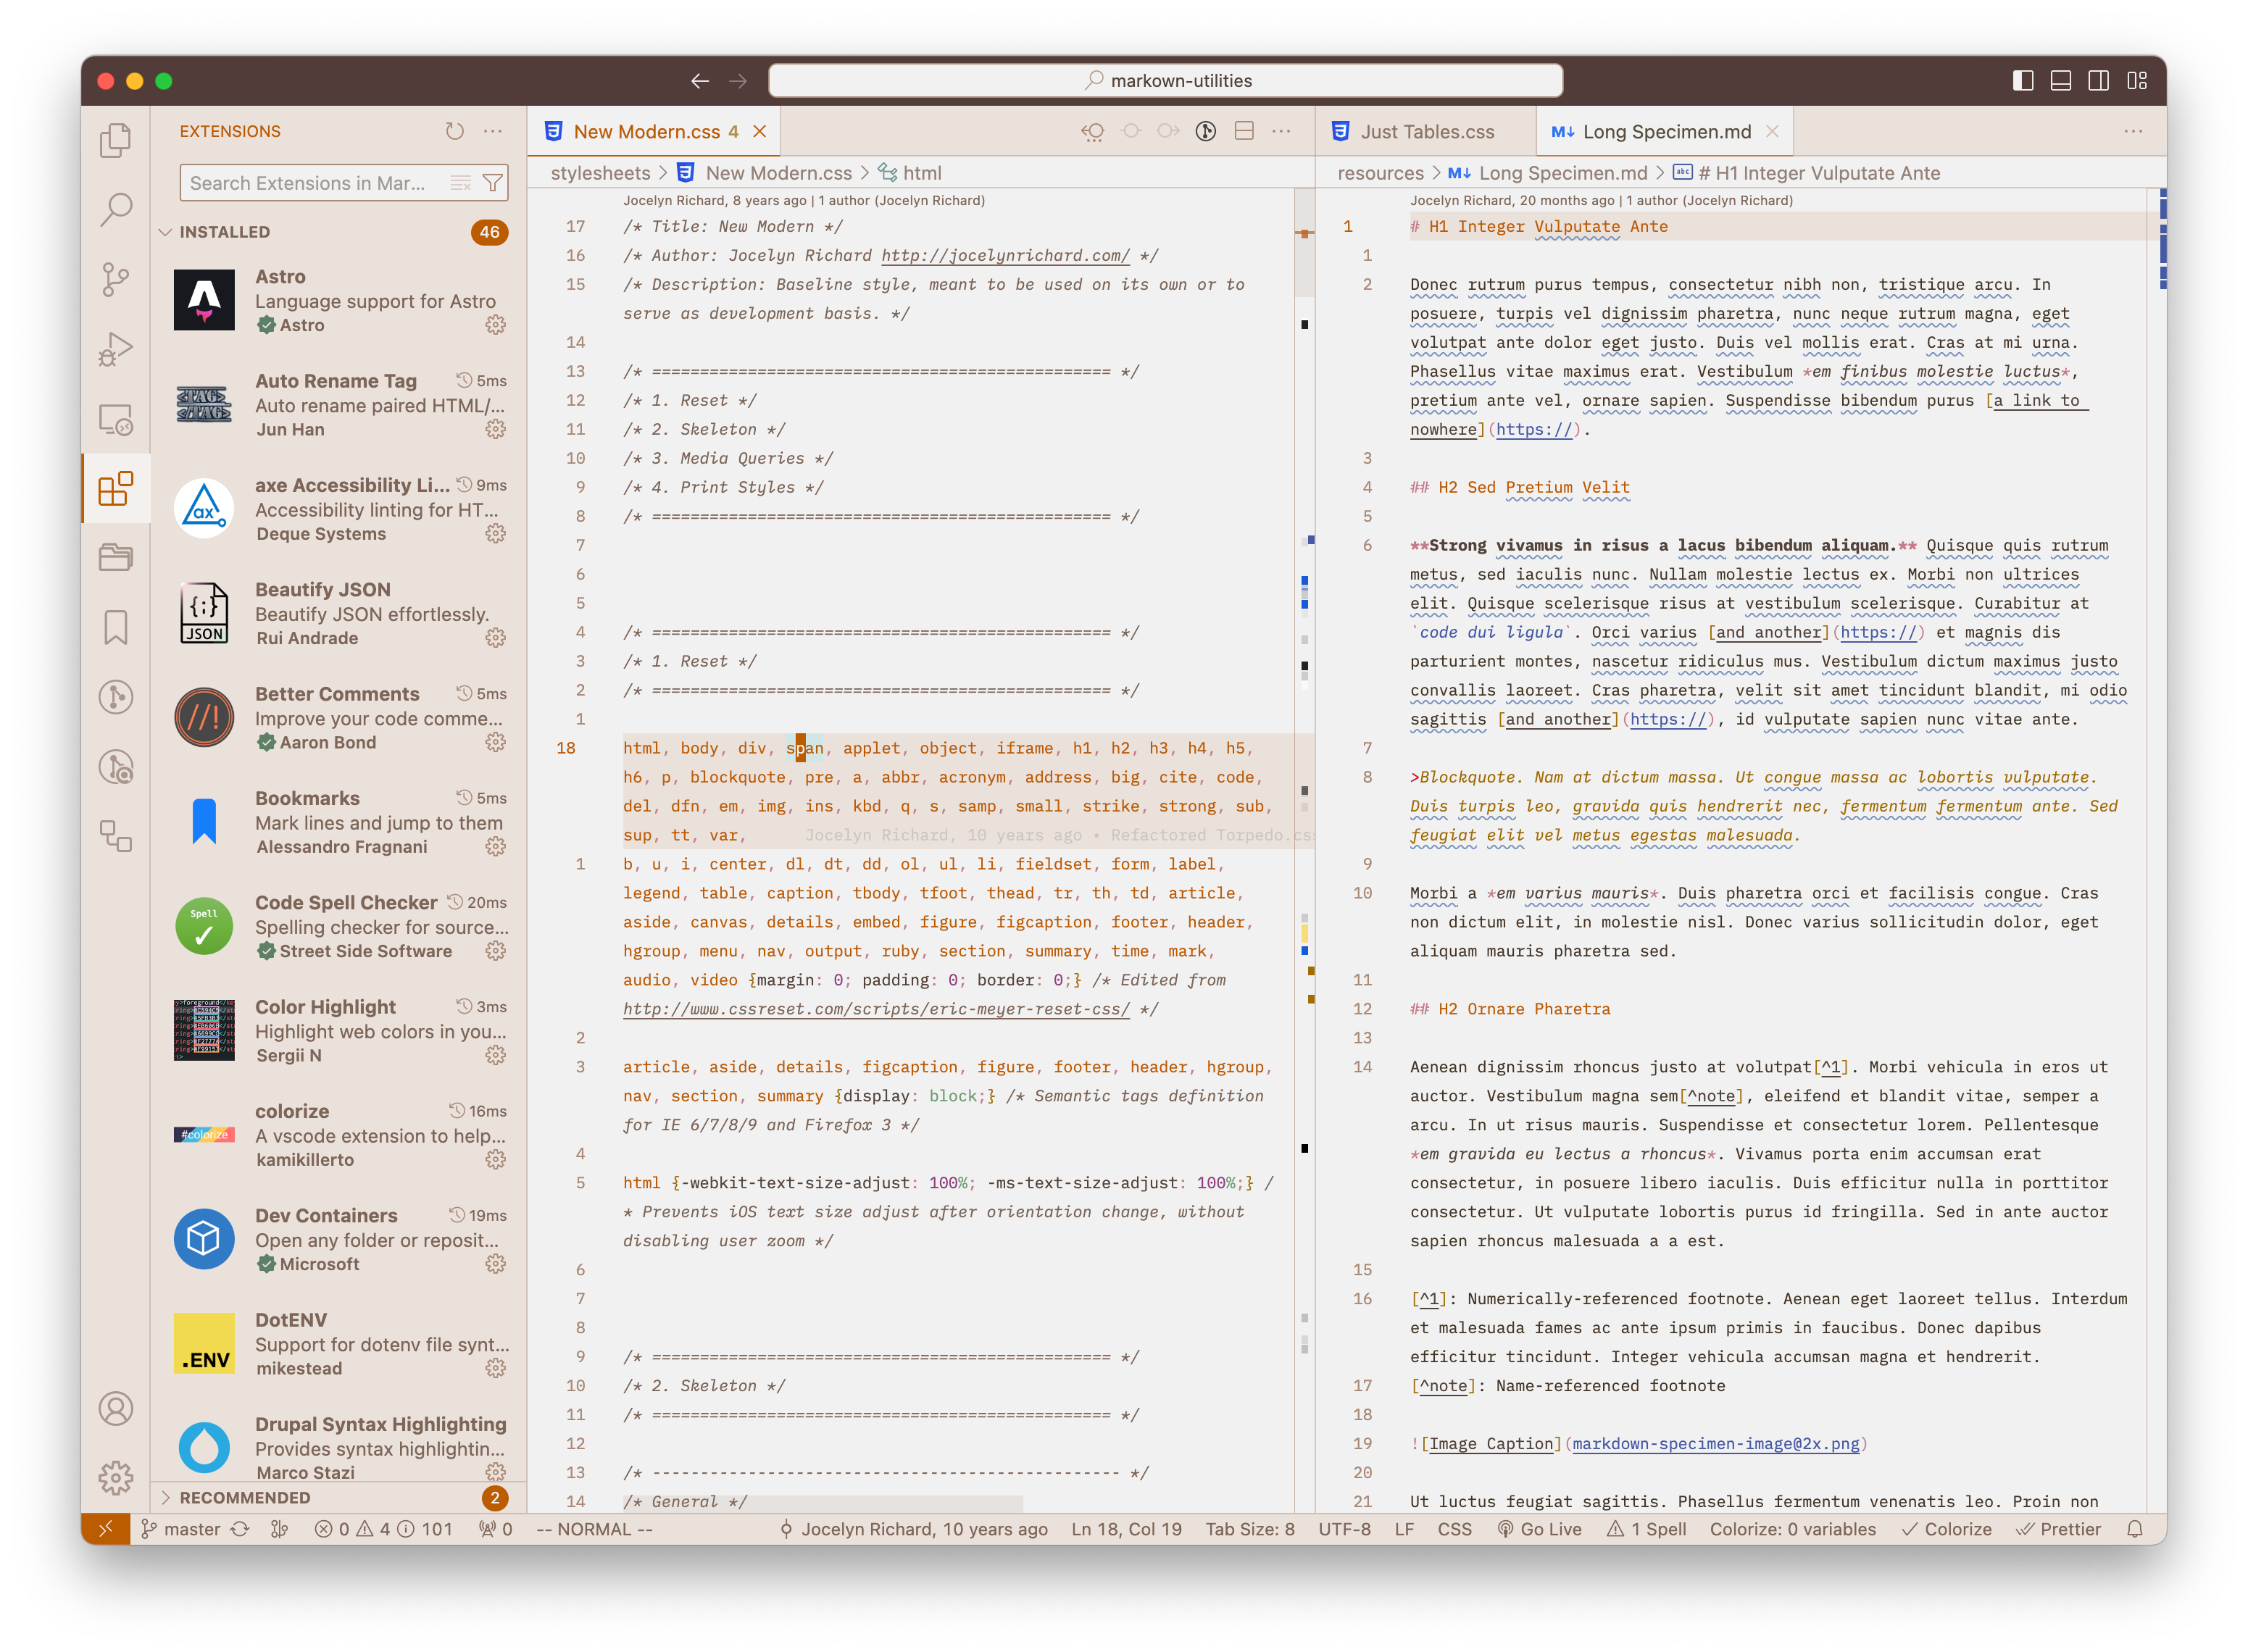 markown-utilities
EXTENSIONS
Search Extensions in Mar...
INSTALLED
46
Astro
Language support for Astro
Astro
Auto Rename Tag 5ms
Auto rename paired HTML/...
Jun Han
axe Accessibility Li... 9ms
Accessibility linting for HT...
Deque Systems
Beautify JSON
Beautify JSON effortlessly.
Rui Andrade
Better Comments 5ms
Improve your code comme...
Aaron Bond
Bookmarks 5ms
Mark lines and jump to them
Alessandro Fragnani
Code Spell Checker 20ms
Spelling checker for source...
Street Side Software
Color Highlight 3ms
Highlight web colors in you...
Sergii N
colorize 16ms
A vscode extension to help...
kamikillerto
Dev Containers 19ms
Open any folder or reposit...
Microsoft
DotENV
Support for dotenv file synt...
mikestead
Drupal Syntax Highlighting
Provides syntax highlightin...
Marco Stazi
RECOMMENDED
2
<TAG>
</TAG>
ax
{;}
JSON
//!
Spell
#colorize
.ENV
New Modern.css 4
stylesheets > New Modern.css > html
Jocelyn Richard, 8 years ago | 1 author (Jocelyn Richard)
17 /* Title: New Modern */
16 /* Author: Jocelyn Richard http://jocelynrichard.com/ */
15 /* Description: Baseline style, meant to be used on its own or to
serve as development basis. */
14
13 /* ================================================ */
12 /* 1. Reset */
11 /* 2. Skeleton */
10 /* 3. Media Queries */
9 /* 4. Print Styles */
8 /* ================================================ */
7
6
5
4 /* ================================================ */
3 /* 1. Reset */
2 /* ================================================ */
1
18 html, body, div, span, applet, object, iframe, h1, h2, h3, h4, h5,
h6, p, blockquote, pre, a, abbr, acronym, address, big, cite, code,
del, dfn, em, img, ins, kbd, q, s, samp, small, strike, strong, sub,
sup, tt, var, Jocelyn Richard, 10 years ago • Refactored Torpedo.cs
1 b, u, i, center, dl, dt, dd, ol, ul, li, fieldset, form, label,
legend, table, caption, tbody, tfoot, thead, tr, th, td, article,
aside, canvas, details, embed, figure, figcaption, footer, header,
hgroup, menu, nav, output, ruby, section, summary, time, mark,
audio, video {margin: 0; padding: 0; border: 0;} /* Edited from
http://www.cssreset.com/scripts/eric-meyer-reset-css/ */
2
3 article, aside, details, figcaption, figure, footer, header, hgroup,
nav, section, summary {display: block;} /* Semantic tags definition
for IE 6/7/8/9 and Firefox 3 */
4
5 html {-webkit-text-size-adjust: 100%; -ms-text-size-adjust: 100%;} /
* Prevents iOS text size adjust after orientation change, without
disabling user zoom */
6
7
8
9 /* ================================================ */
10 /* 2. Skeleton */
11 /* ================================================ */
12
13 /* ------------------------------------------------- */
14 /* General */
Just Tables.css
M↓ Long Specimen.md
resources > M↓ Long Specimen.md > abc # H1 Integer Vulputate Ante
Jocelyn Richard, 20 months ago | 1 author (Jocelyn Richard)
1 # H1 Integer Vulputate Ante
1
2 Donec rutrum purus tempus, consectetur nibh non, tristique arcu. In
posuere, turpis vel dignissim pharetra, nunc neque rutrum magna, eget
volutpat ante dolor eget justo. Duis vel mollis erat. Cras at mi urna.
Phasellus vitae maximus erat. Vestibulum *em finibus molestie luctus*,
pretium ante vel, ornare sapien. Suspendisse bibendum purus [a link to
nowhere](https://).
3
4 ## H2 Sed Pretium Velit
5
6 **Strong vivamus in risus a lacus bibendum aliquam.** Quisque quis rutrum
metus, sed iaculis nunc. Nullam molestie lectus ex. Morbi non ultrices
elit. Quisque scelerisque risus at vestibulum scelerisque. Curabitur at
`code dui ligula`. Orci varius [and another](https://) et magnis dis
parturient montes, nascetur ridiculus mus. Vestibulum dictum maximus justo
convallis laoreet. Cras pharetra, velit sit amet tincidunt blandit, mi odio
sagittis [and another](https://), id vulputate sapien nunc vitae ante.
7
8 >Blockquote. Nam at dictum massa. Ut congue massa ac lobortis vulputate.
Duis turpis leo, gravida quis hendrerit nec, fermentum fermentum ante. Sed
feugiat elit vel metus egestas malesuada.
9
10 Morbi a *em varius mauris*. Duis pharetra orci et facilisis congue. Cras
non dictum elit, in molestie nisl. Donec varius sollicitudin dolor, eget
aliquam mauris pharetra sed.
11
12 ## H2 Ornare Pharetra
13
14 Aenean dignissim rhoncus justo at volutpat[^1]. Morbi vehicula in eros ut
auctor. Vestibulum magna sem[^note], eleifend et blandit vitae, semper a
arcu. In ut risus mauris. Suspendisse et consectetur lorem. Pellentesque
*em gravida eu lectus a rhoncus*. Vivamus porta enim accumsan erat
consectetur, in posuere libero iaculis. Duis efficitur nulla in porttitor
consectetur. Ut vulputate lobortis purus id fringilla. Sed in ante auctor
sapien rhoncus malesuada a a est.
15
16 [^1]: Numerically-referenced footnote. Aenean eget laoreet tellus. Interdum
et malesuada fames ac ante ipsum primis in faucibus. Donec dapibus
efficitur tincidunt. Integer vehicula accumsan magna et hendrerit.
17 [^note]: Name-referenced footnote
18
19 ![Image Caption](markdown-specimen-image@2x.png)
20
21 Ut luctus feugiat sagittis. Phasellus fermentum venenatis leo. Proin non
master 0 4 101 0 -- NORMAL -- Jocelyn Richard, 10 years ago Ln 18, Col 19 Tab Size: 8 UTF-8 LF CSS Go Live 1 Spell Colorize: 0 variables Colorize Prettier